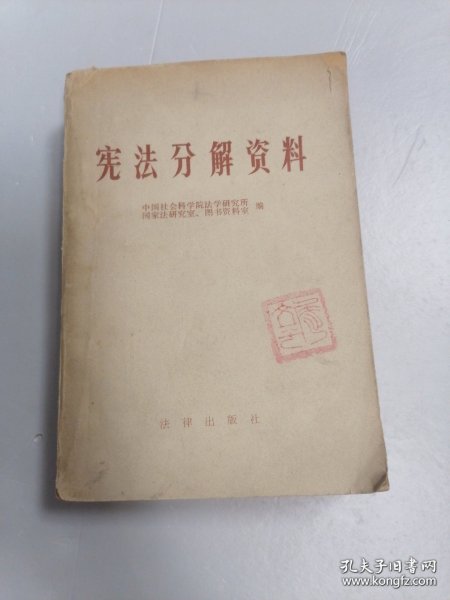 宪法分解资料
中国社会科学院法学研究所
国家法研究室、图书资料室 编
法律出版社
孔夫子旧书网
www.kongfz.com